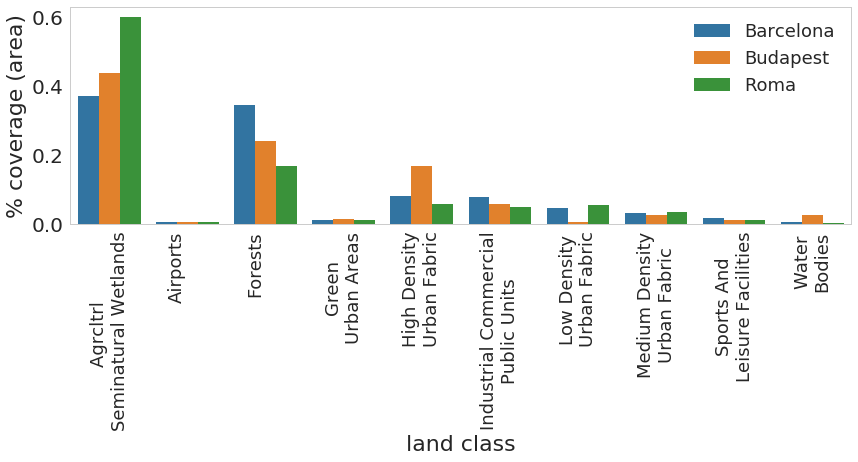 % coverage (area)
0.6
0.4
0.2
0.0
Barcelona
Budapest
Roma
Agrcltrl
Seminatural Wetlands
Airports
Forests
Green
Urban Areas
High Density
Urban Fabric
Industrial Commercial
Public Units
Low Density
Urban Fabric
Medium Density
Urban Fabric
Sports And
Leisure Facilities
Water
Bodies
land class